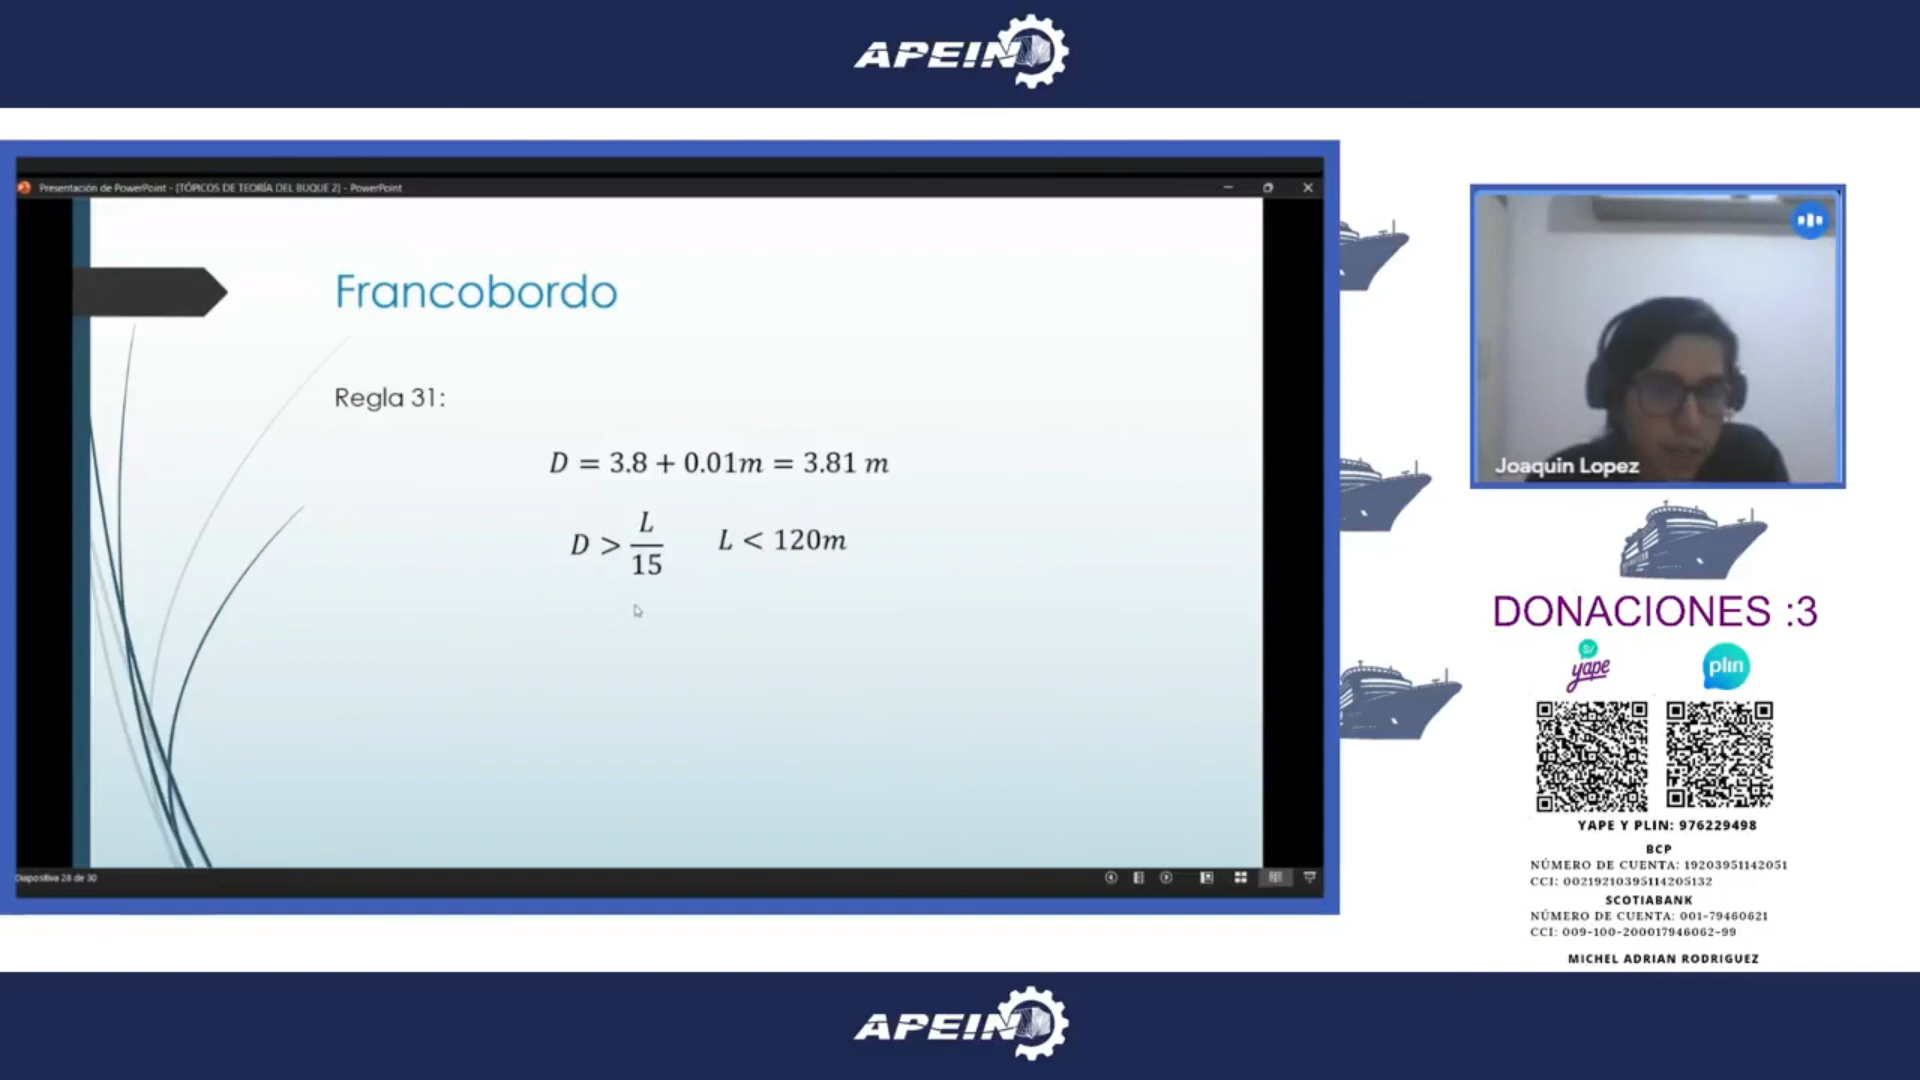 APEIN
Presentación de PowerPoint - [TÓPICOS DE TEORÍA DEL BUQUE 2] - PowerPoint
Francobordo
Regla 31:
D = 3.8 + 0.01m = 3.81 m
D > L/15 L < 120m
Diapositiva 28 de 30
Joaquin Lopez
DONACIONES :3
S/
yape
plin
YAPE Y PLIN: 976229498
BCP
NÚMERO DE CUENTA: 19203951142051
CCI: 00219210395114205132
SCOTIABANK
NÚMERO DE CUENTA: 001-79460621
CCI: 009-100-200017946062-99
MICHEL ADRIAN RODRIGUEZ
APEIN